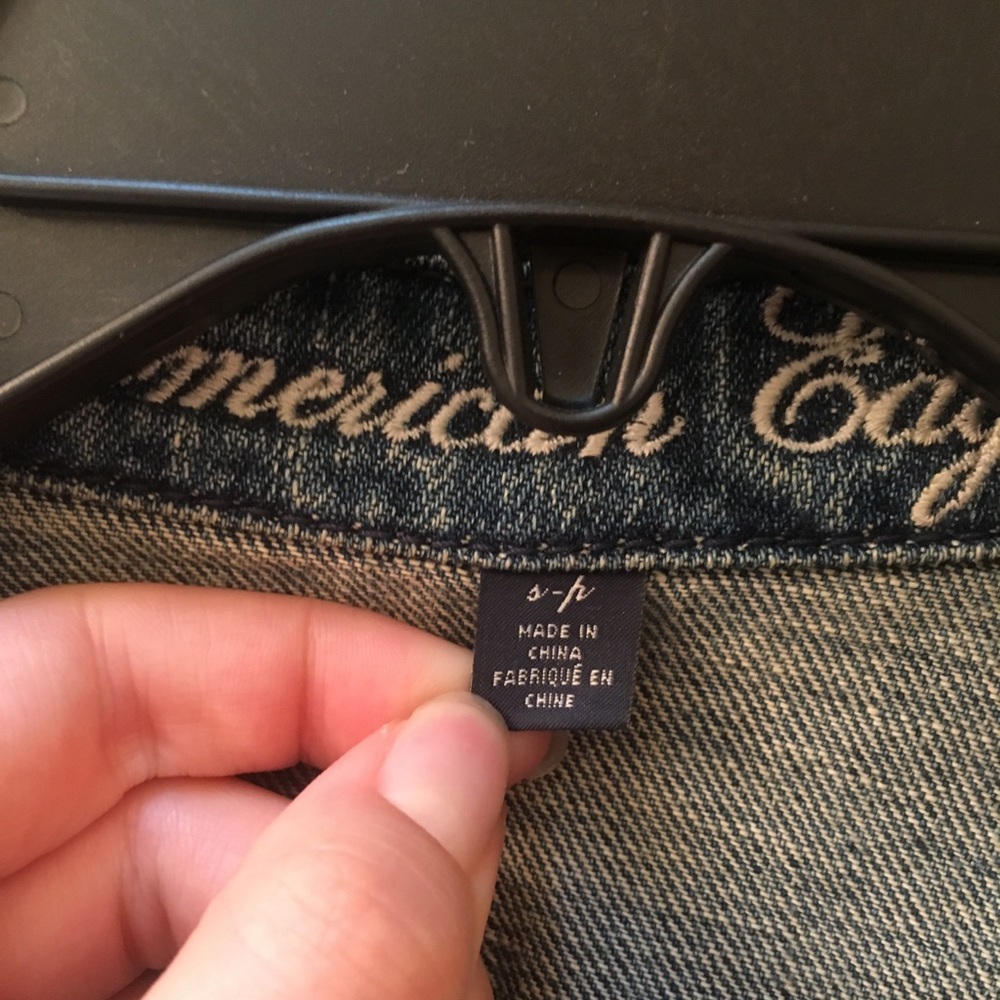 merican Eag
s-p
MADE IN
CHINA
FABRIQUÉ EN
CHINE